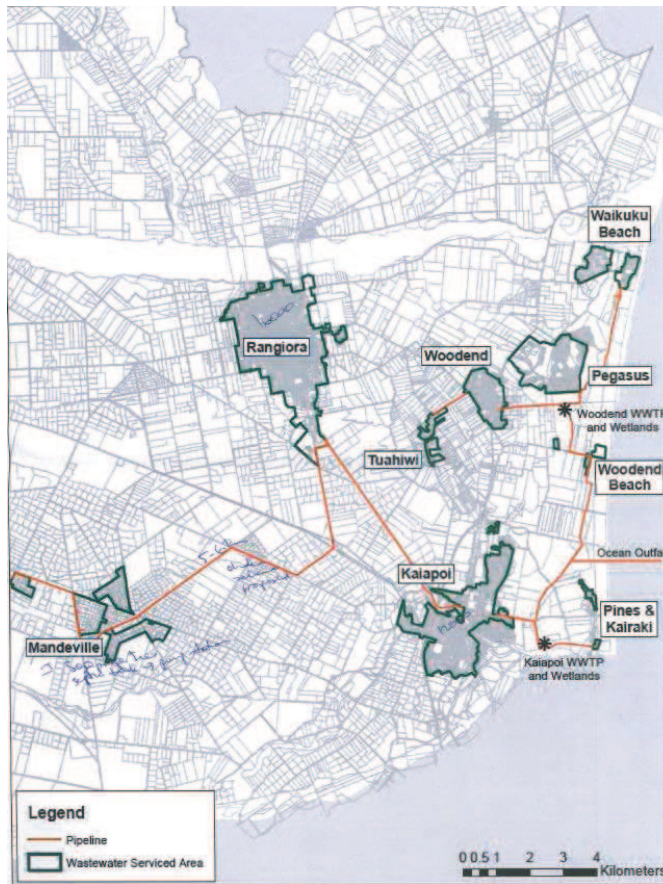 Waikuku
Beach
Rangiora
Woodend
Pegasus
Woodend WWTP
and Wetlands
Tuahiwi
Woodend
Beach
Ocean Outfa
Kaiapoi
Pines &
Kairaki
Mandeville
Kaiapoi WWTP
and Wetlands
Legend
Pipeline
Wastewater Serviced Area
0 0.5 1 2 3 4
Kilometers